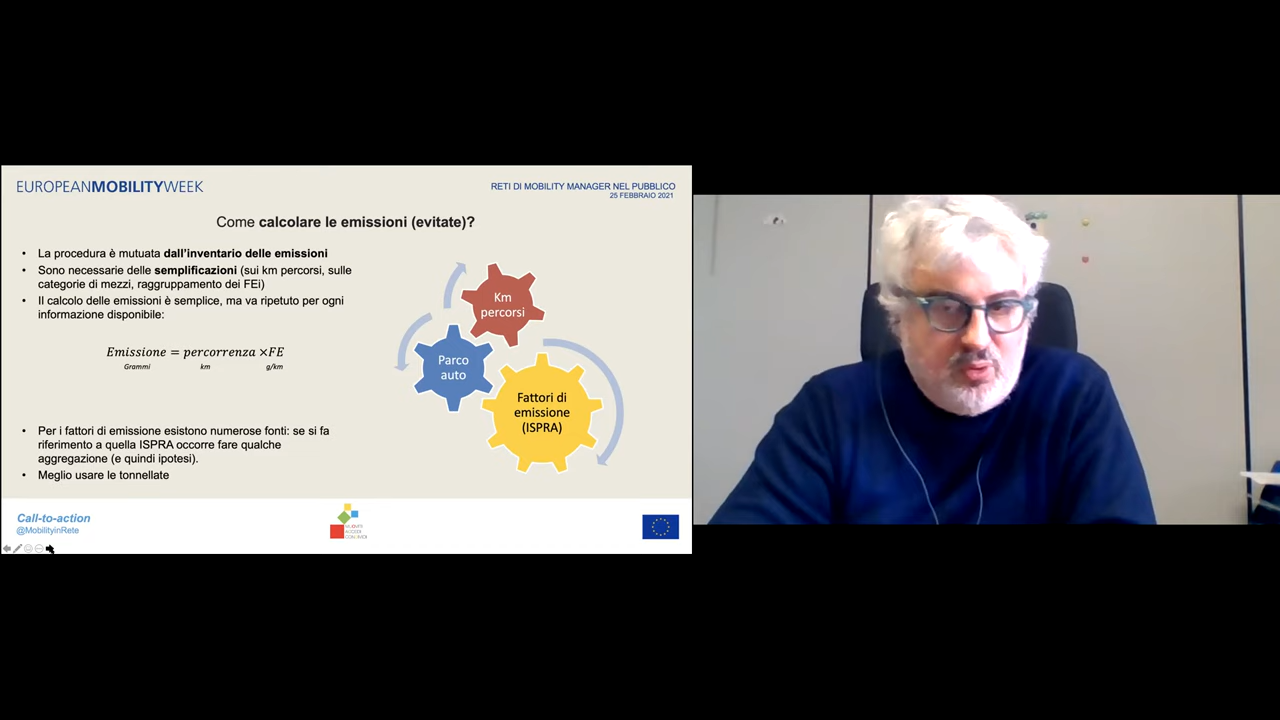 EUROPEANMOBILITYWEEK
RETI DI MOBILITY MANAGER NEL PUBBLICO
25 FEBBRAIO 2021
Come calcolare le emissioni (evitate)?
• La procedura è mutuata dall'inventario delle emissioni
• Sono necessarie delle semplificazioni (sui km percorsi, sulle
categorie di mezzi, raggruppamento dei FEi)
• Il calcolo delle emissioni è semplice, ma va ripetuto per ogni
informazione disponibile:
Emissione = percorrenza ×FE
Grammi km g/km
• Per i fattori di emissione esistono numerose fonti: se si fa
riferimento a quella ISPRA occorre fare qualche
aggregazione (e quindi ipotesi).
• Meglio usare le tonnellate
Km
percorsi
Parco
auto
Fattori di
emissione
(ISPRA)
Call-to-action
@MobilityinRete